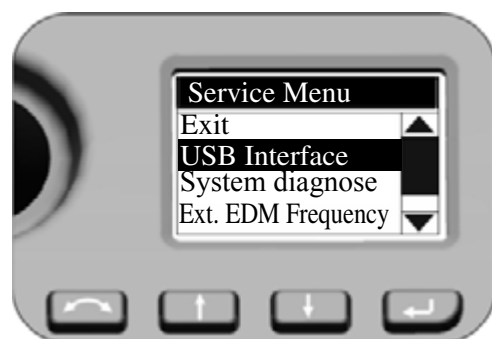 Service Menu
Exit
USB Interface
System diagnose
Ext. EDM Frequency